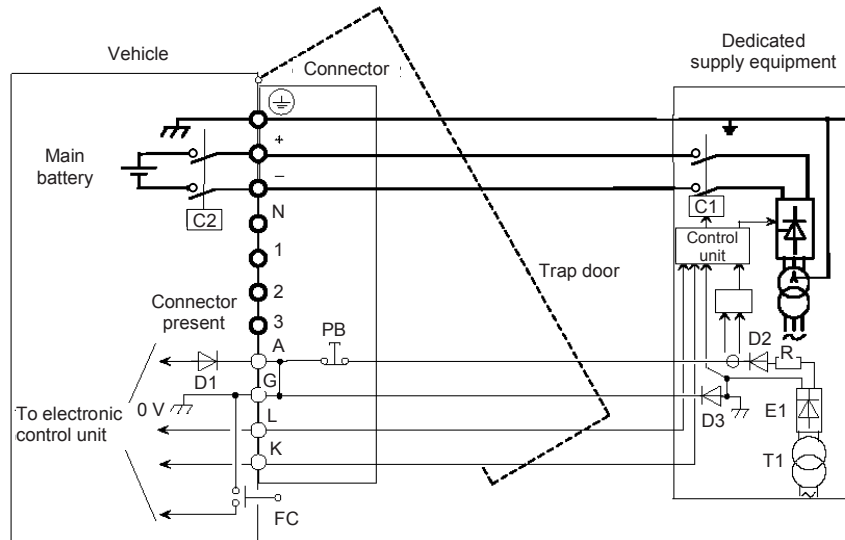 Vehicle
Connector
Dedicated
supply equipment
+
Main
battery
–
N
C2
C1
1
Control
unit
2
Trap door
Connector
present
3
PB
A
D2
R
D1
G
0 V
D3
E1
To electronic
control unit
L
K
T1
FC